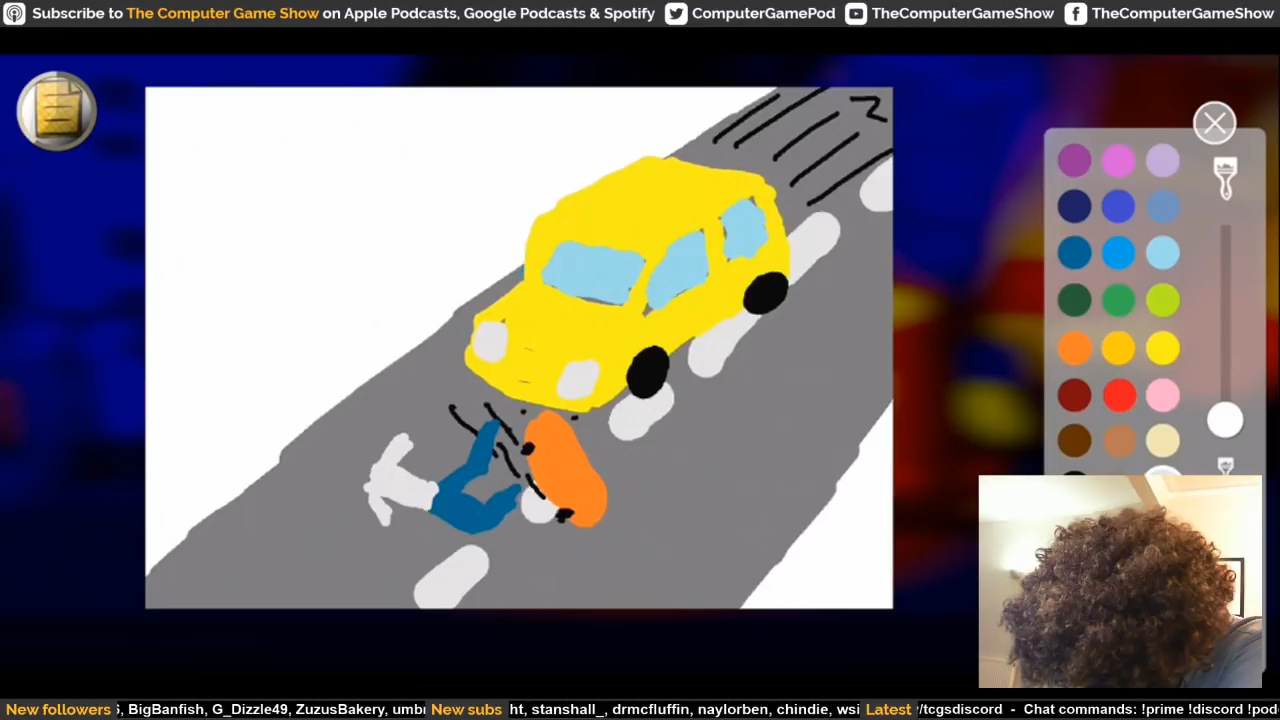 Subscribe to The Computer Game Show on Apple Podcasts, Google Podcasts & Spotify ComputerGamePod TheComputerGameShow TheComputerGameShow
New followers , BigBanfish, G_Dizzle49, ZuzusBakery, New subs ht, stanshall_, drmcfluffin, naylorben, chindie, Latest /tcgsdiscord - Chat commands: !prime !discord